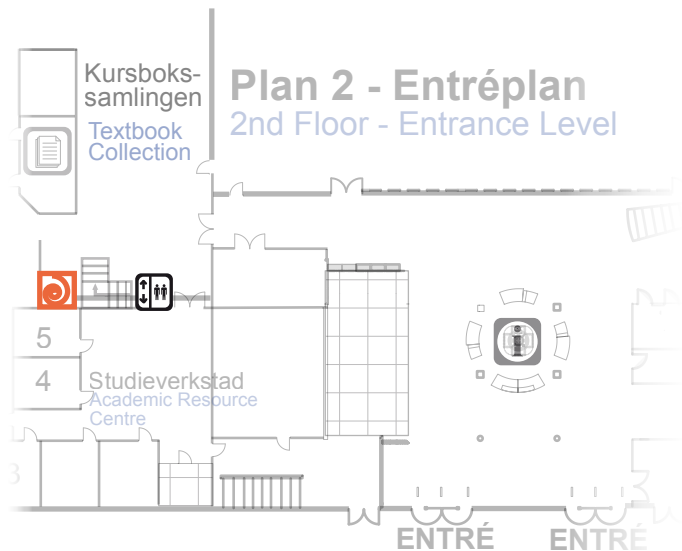 Kursboks-
samlingen
Textbook
Collection
Plan 2 - Entréplan
2nd Floor - Entrance Level
5
4
Studieverkstad
Academic Resource
Centre
3
ENTRÉ
ENTRÉ